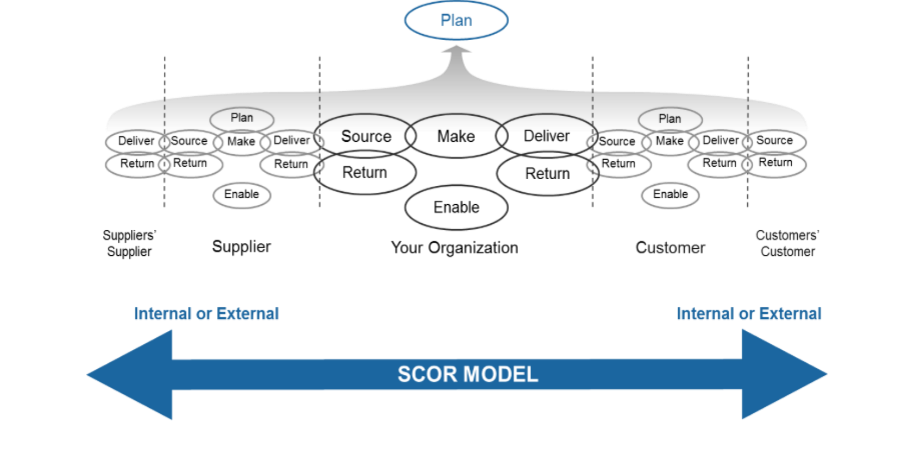 Plan
Plan
Plan
Deliver Source Make Deliver Source Make Deliver Source Make Deliver Source
Return Return Return Return Return Return Return Return
Enable Enable Enable
Suppliers’
Supplier
Supplier
Your Organization
Customer
Customers’
Customer
Internal or External
Internal or External
SCOR MODEL